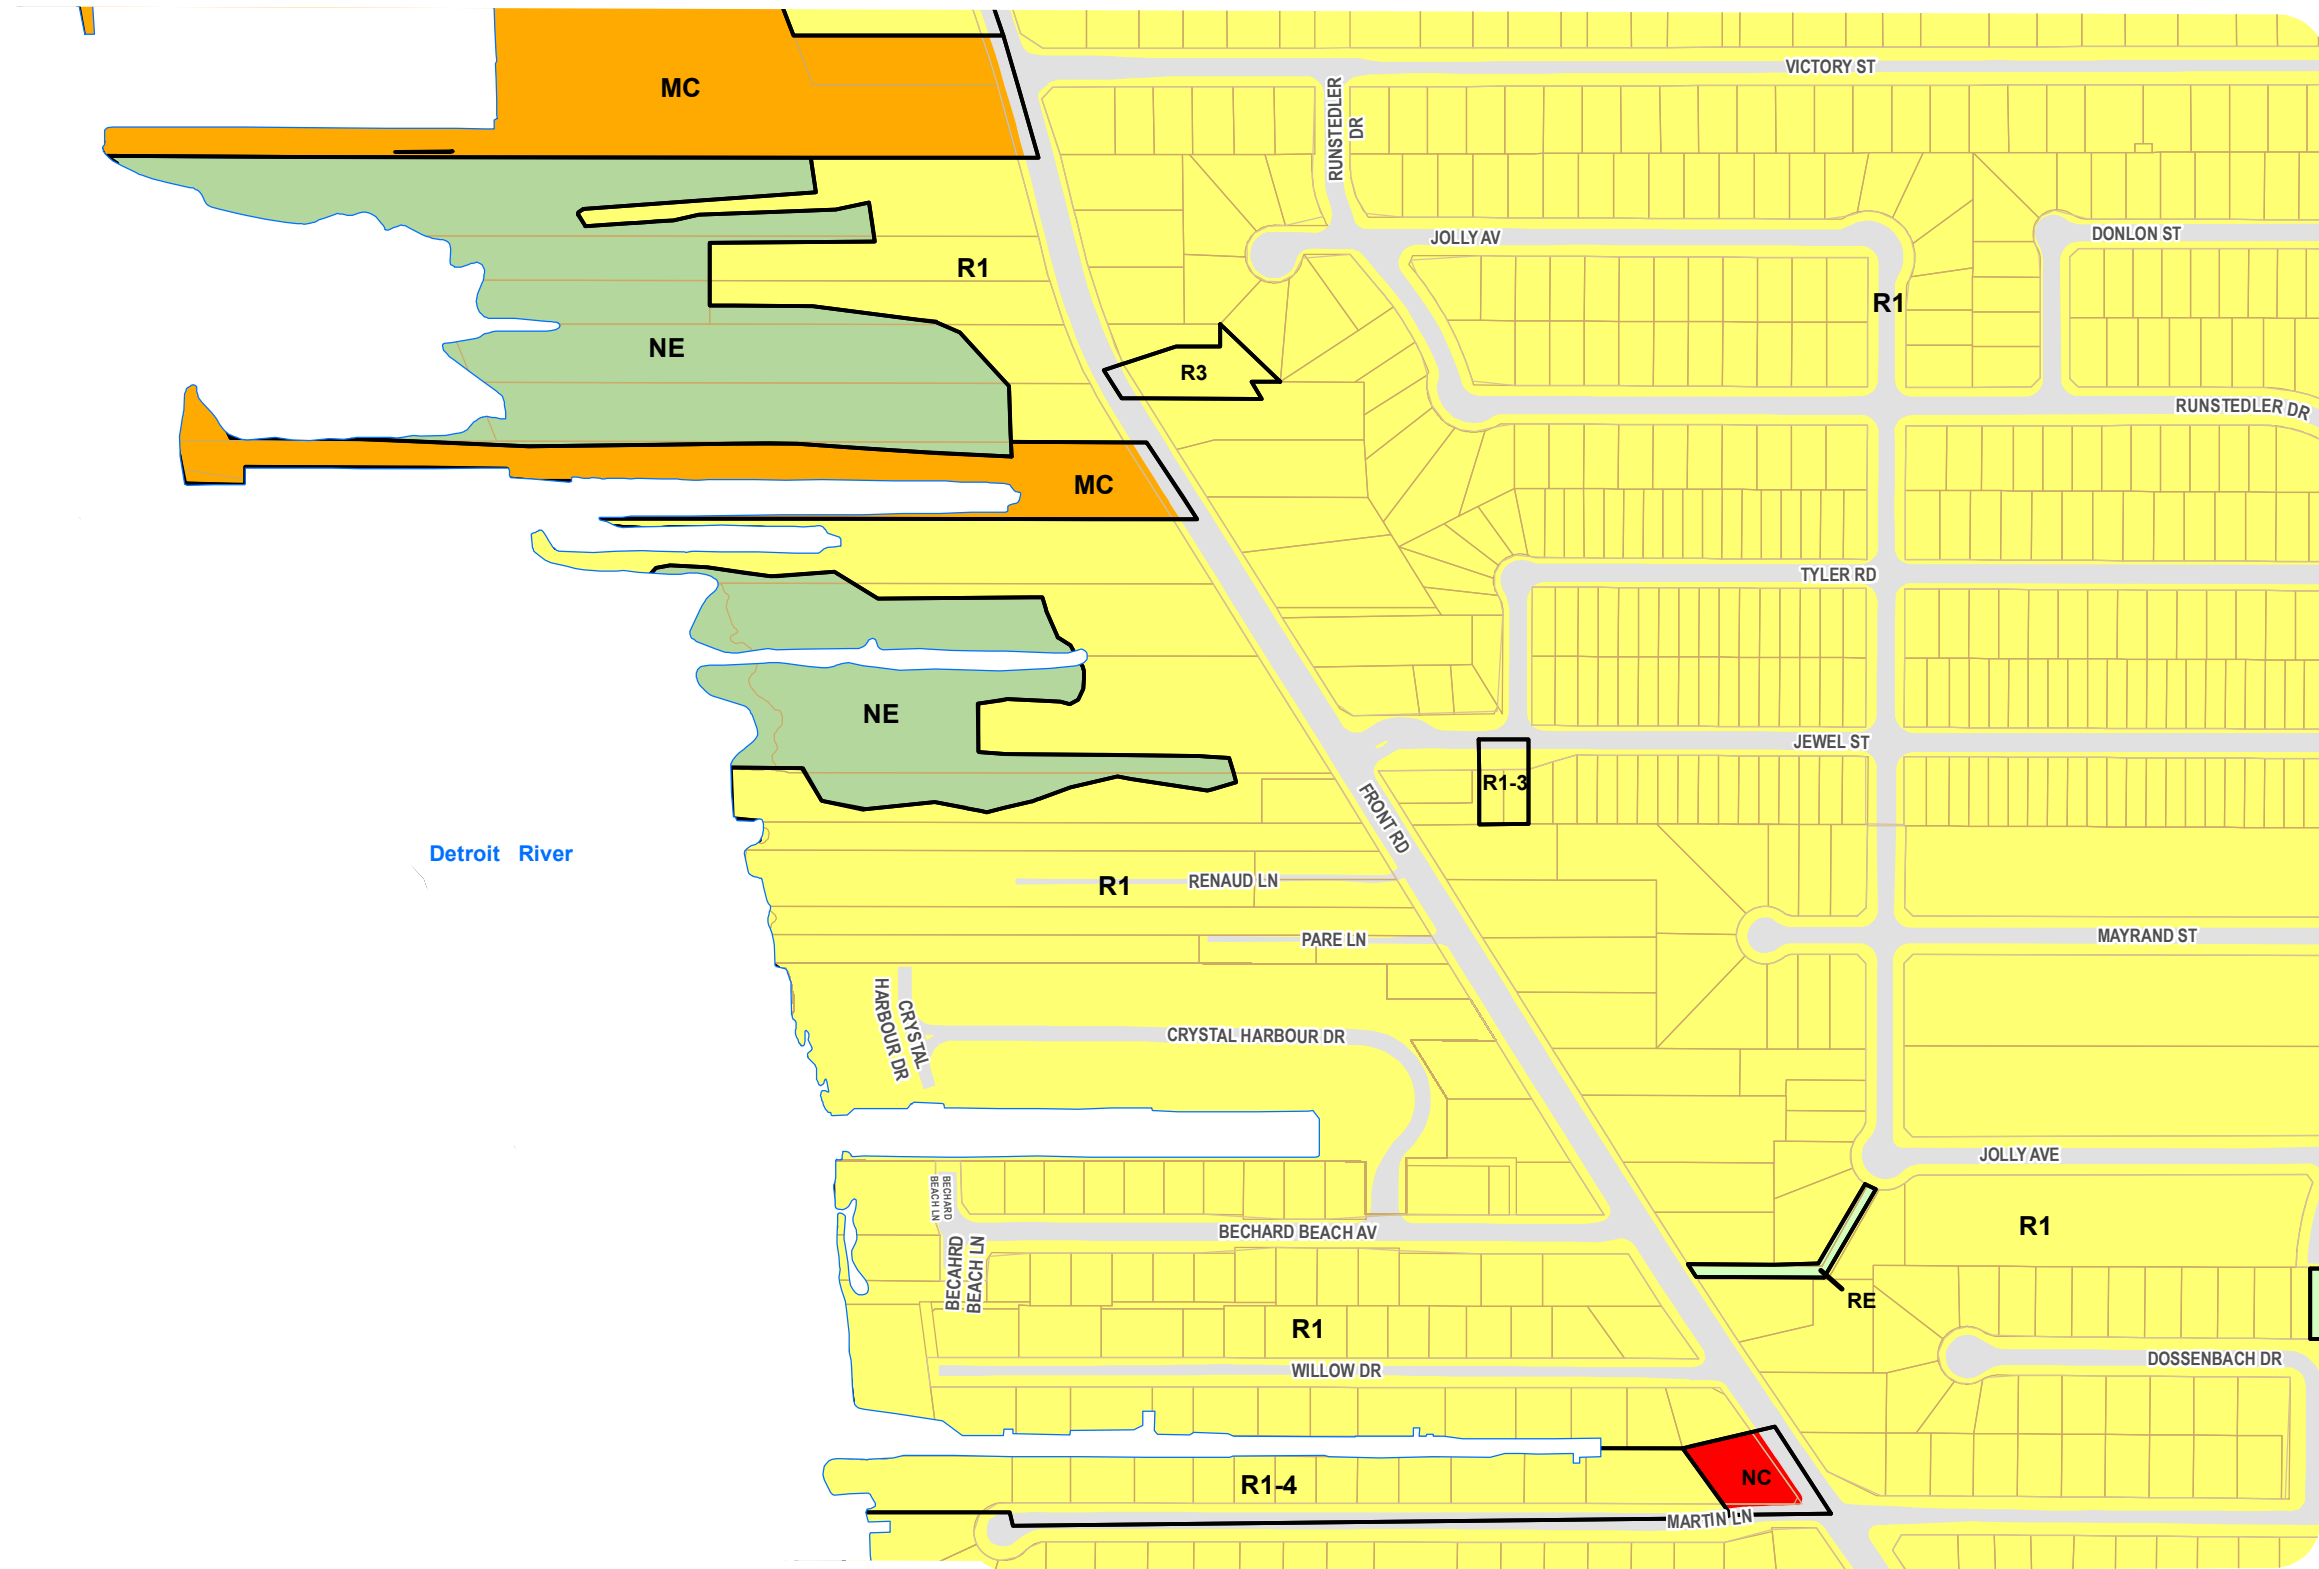 VICTORY ST
MC
RUNSTEDLER
DR
JOLLY AV
DONLON ST
R1
R1
NE
R3
RUNSTEDLER DR
MC
TYLER RD
NE
JEWEL ST
R1-3
FRONT RD
Detroit River
R1
RENAUD LN
PARE LN
MAYRAND ST
CRYSTAL
HARBOUR DR
CRYSTAL HARBOUR DR
JOLLY AVE
BECHARD
BEACH LN
BECHARD BEACH AV
R1
BECAHRD
BEACH LN
RE
R1
DOSSENBACH DR
WILLOW DR
NC
R1-4
MARTIN LN